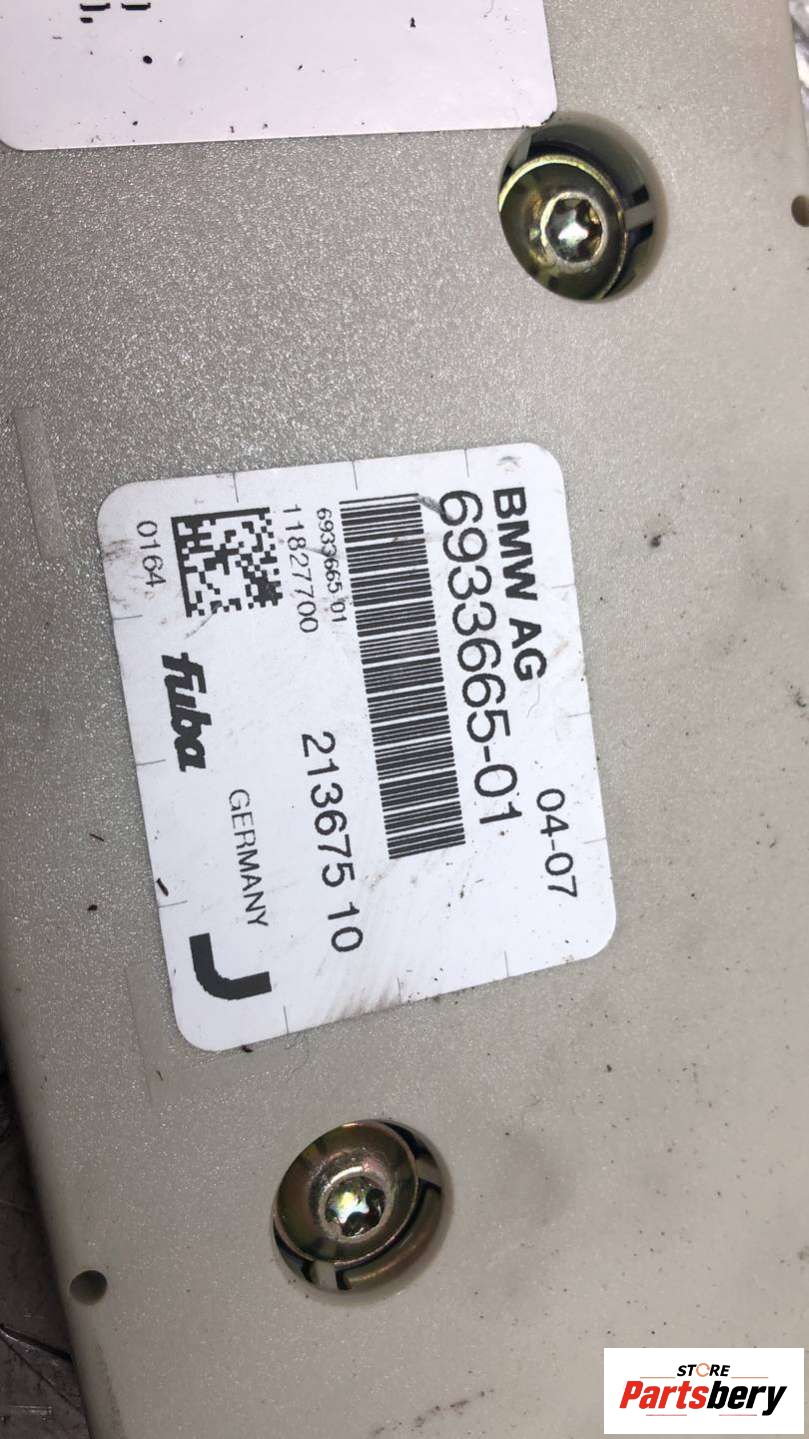 BMW AG
04-07
6933665-01
6933665 01
11827700
213675 10
0164
fuba
GERMANY
J
STORE
Partsbery